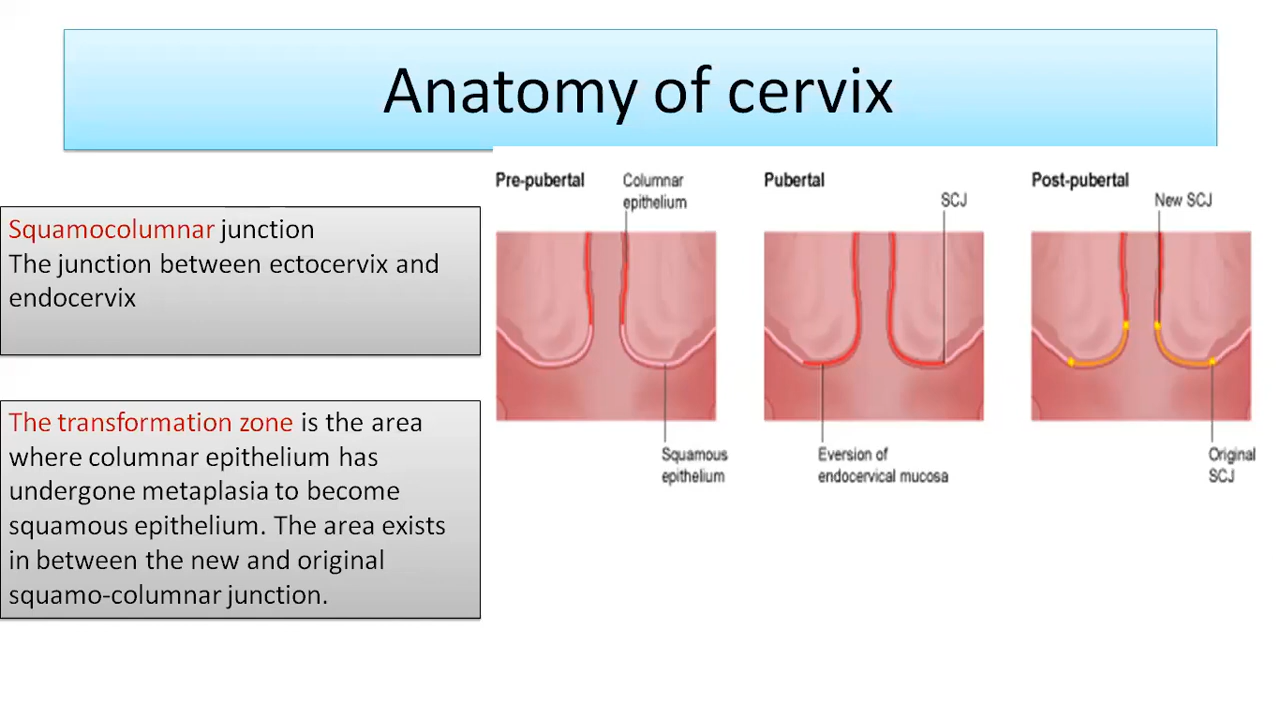 Anatomy of cervix
Squamocolumnar junction
The junction between ectocervix and
endocervix
The transformation zone is the area
where columnar epithelium has
undergone metaplasia to become
squamous epithelium. The area exists
in between the new and original
squamo-columnar junction.
Pre-pubertal
Columnar
epithelium
Squamous
epithelium
Pubertal
SCJ
Eversion of
endocervical mucosa
Post-pubertal
New SCJ
Original
SCJ